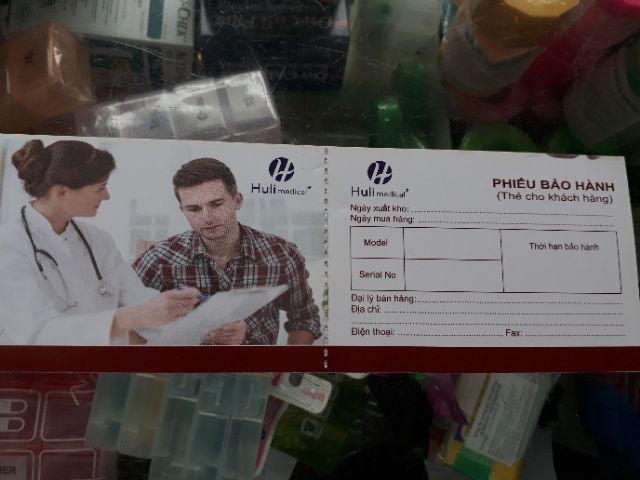 Huli medical
Huli medical
PHIẾU BẢO HÀNH
(Thẻ cho khách hàng)
Ngày xuất kho:
Ngày mua hàng:
Model
Thời hạn bảo hành
Serial No
Đại lý bán hàng:
Địa chỉ:
Điện thoại:
Fax: